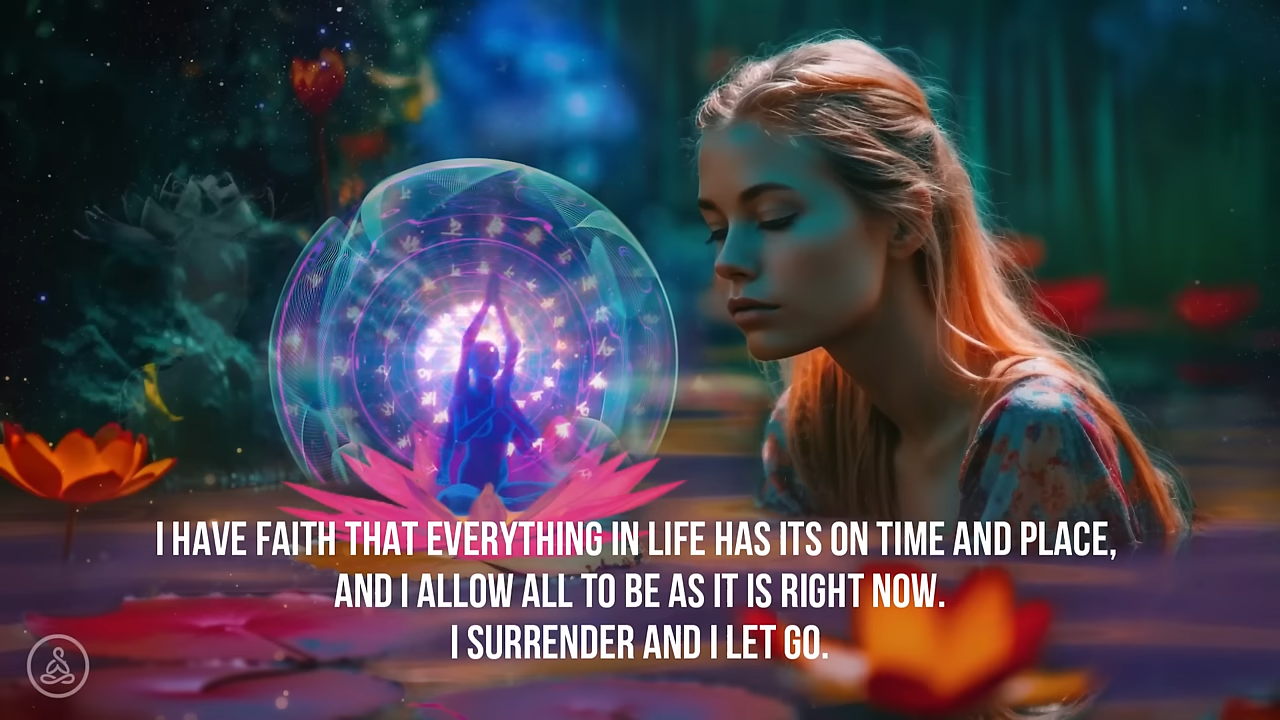 I HAVE FAITH THAT EVERYTHING IN LIFE HAS ITS ON TIME AND PLACE,
AND I ALLOW ALL TO BE AS IT IS RIGHT NOW.
I SURRENDER AND I LET GO.